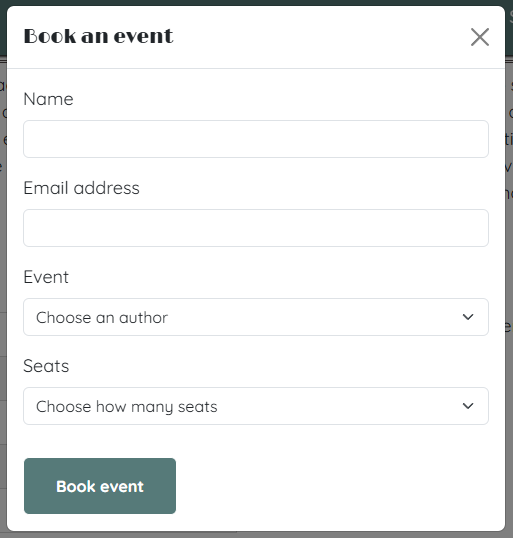 Book an event
Name
Email address
Event
Choose an author
Seats
Choose how many seats
Book event